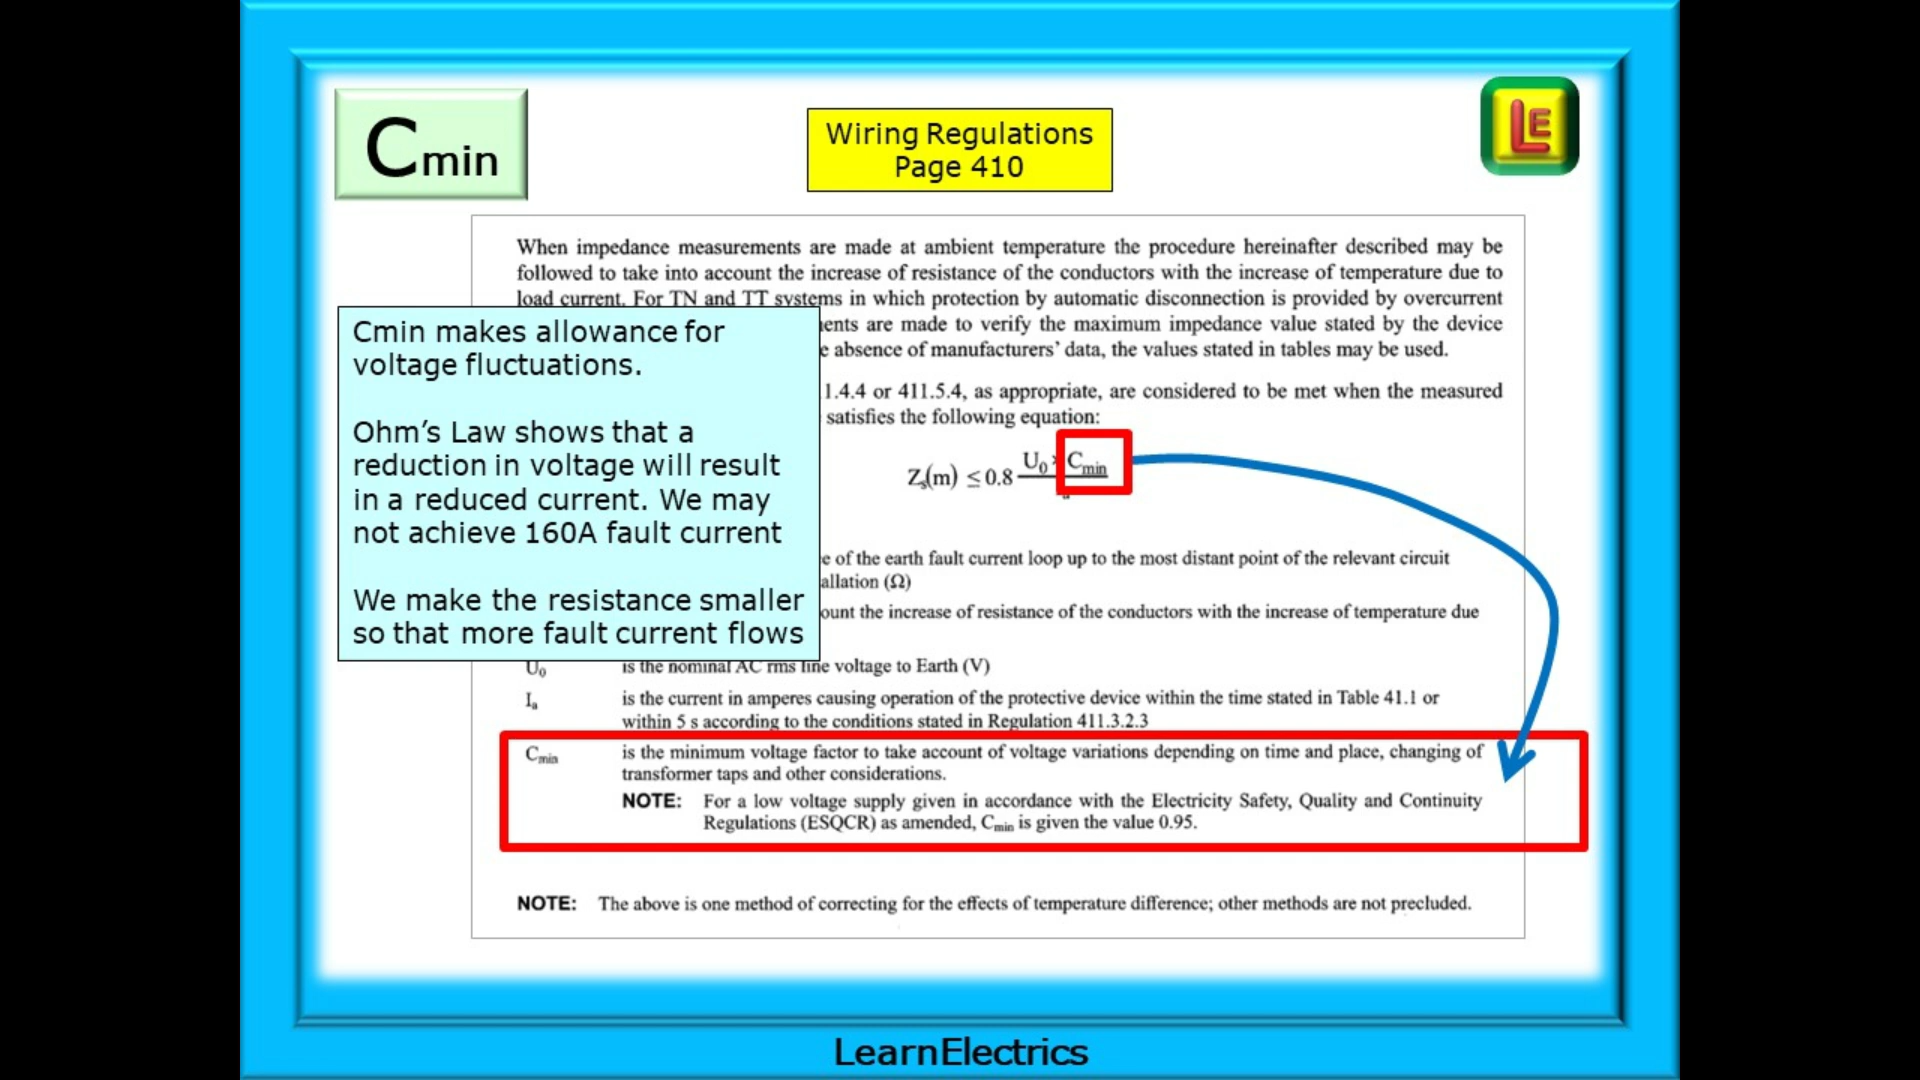 Cmin
Wiring Regulations
Page 410
LE
When impedance measurements are made at ambient temperature the procedure hereinafter described may be
followed to take into account the increase of resistance of the conductors with the increase of temperature due to
load current. For TN and TT systems in which protection by automatic disconnection is provided by overcurrent
ents are made to verify the maximum impedance value stated by the device
e absence of manufacturers' data, the values stated in tables may be used.
1.4.4 or 411.5.4, as appropriate, are considered to be met when the measured
satisfies the following equation:
Cmin makes allowance for
voltage fluctuations.
Ohm's Law shows that a
reduction in voltage will result
in a reduced current. We may
not achieve 160A fault current
We make the resistance smaller
so that more fault current flows
Zs(m) ≤ 0.8 U0 × Cmin
e of the earth fault current loop up to the most distant point of the relevant circuit
allation (Ω)
ount the increase of resistance of the conductors with the increase of temperature due
U0 is the nominal AC rms line voltage to Earth (V)
Ia is the current in amperes causing operation of the protective device within the time stated in Table 41.1 or
within 5 s according to the conditions stated in Regulation 411.3.2.3
Cmin is the minimum voltage factor to take account of voltage variations depending on time and place, changing of
transformer taps and other considerations.
NOTE: For a low voltage supply given in accordance with the Electricity Safety, Quality and Continuity
Regulations (ESQCR) as amended, Cmin is given the value 0.95.
NOTE: The above is one method of correcting for the effects of temperature difference; other methods are not precluded.
LearnElectrics